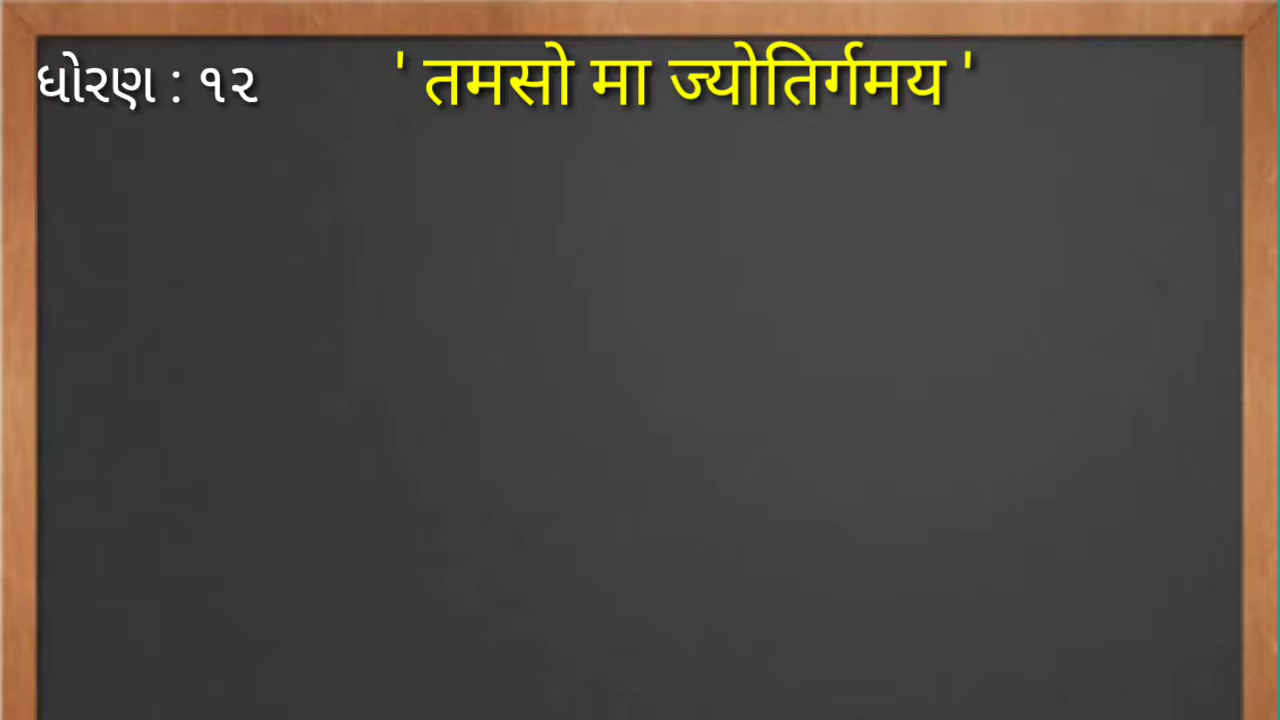 ધોરણ : ૧૨ ' तमसो मा ज्योतिर्गमय '